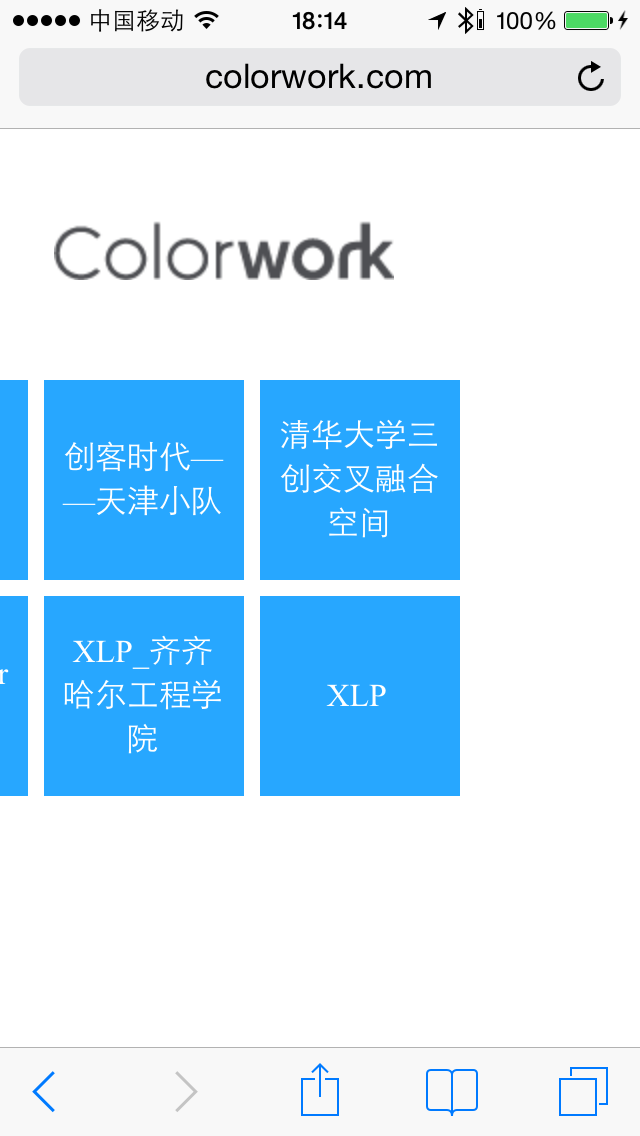 中国移动 18:14 100%
colorwork.com
Colorwork
创客时代—
—天津小队
清华大学三
创交叉融合
空间
r
XLP_齐齐
哈尔工程学
院
XLP